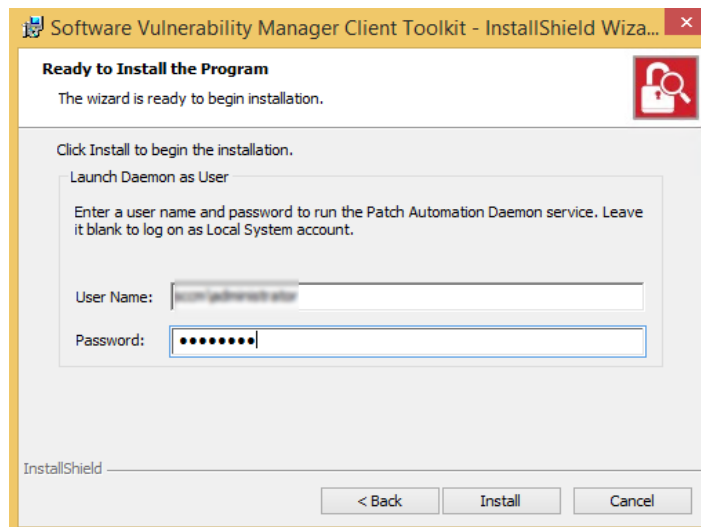 Software Vulnerability Manager Client Toolkit - InstallShield Wiza...
Ready to Install the Program
The wizard is ready to begin installation.
Click Install to begin the installation.
Launch Daemon as User
Enter a user name and password to run the Patch Automation Daemon service. Leave
it blank to log on as Local System account.
User Name:
Password: ●●●●●●●●
InstallShield
< Back Install Cancel